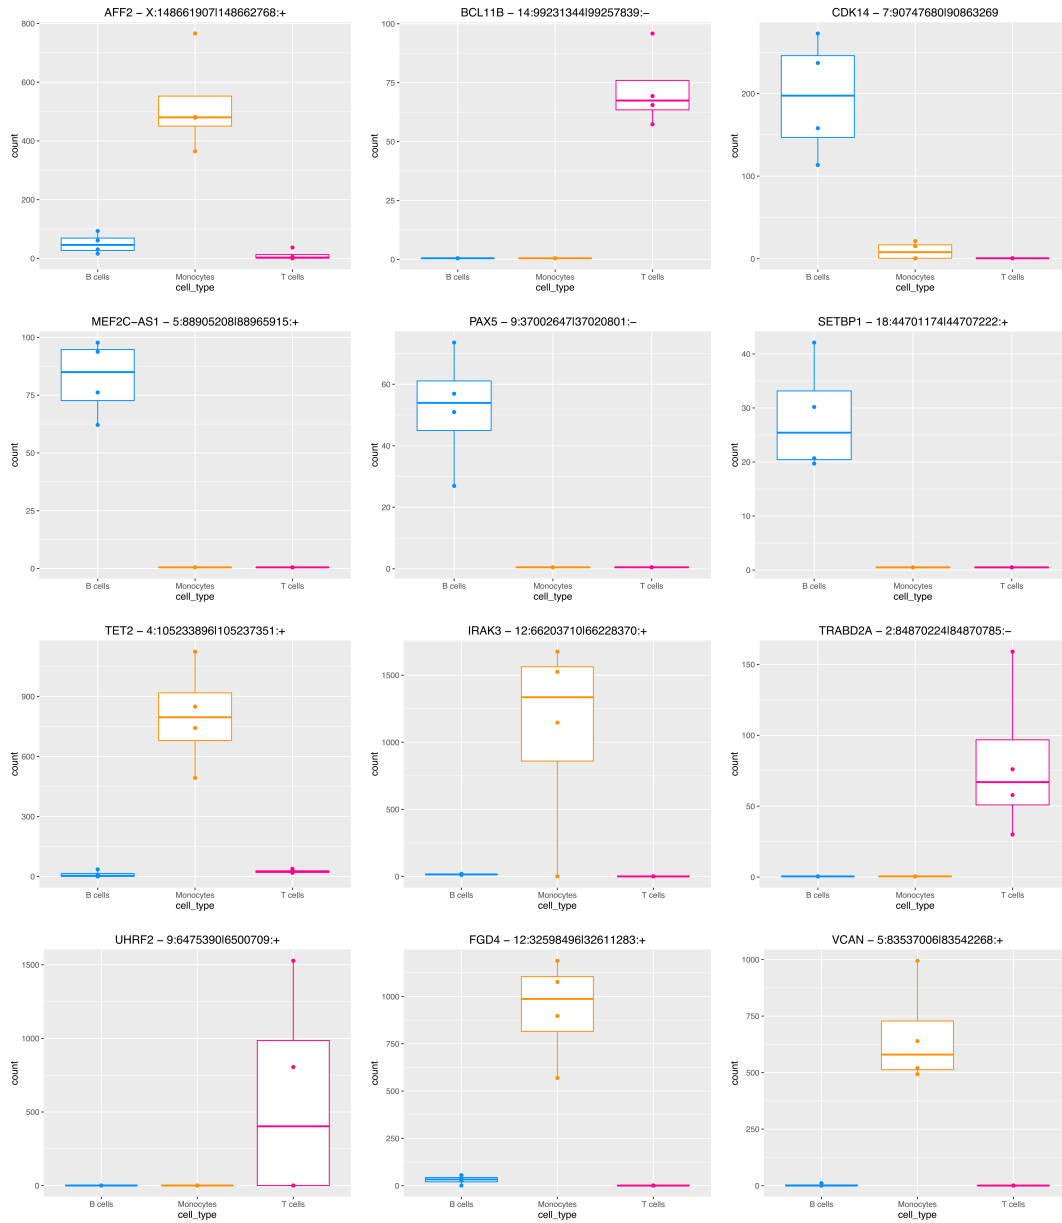 AFF2 – X:148661907|148662768:+
800
600
400
200
0
count
B cells Monocytes T cells
cell_type
BCL11B – 14:99231344|99257839:–
100
75
50
25
0
count
B cells Monocytes T cells
cell_type
CDK14 – 7:90747680|90863269
200
100
0
count
B cells Monocytes T cells
cell_type
MEF2C–AS1 – 5:88905208|88965915:+
100
75
50
25
0
count
B cells Monocytes T cells
cell_type
PAX5 – 9:37002647|37020801:–
60
40
20
0
count
B cells Monocytes T cells
cell_type
SETBP1 – 18:44701174|44707222:+
40
30
20
10
0
count
B cells Monocytes T cells
cell_type
TET2 – 4:105233896|105237351:+
900
600
300
0
count
B cells Monocytes T cells
cell_type
IRAK3 – 12:66203710|66228370:+
1500
1000
500
0
count
B cells Monocytes T cells
cell_type
TRABD2A – 2:84870224|84870785:–
150
100
50
0
count
B cells Monocytes T cells
cell_type
UHRF2 – 9:6475390|6500709:+
1500
1000
500
0
count
B cells Monocytes T cells
cell_type
FGD4 – 12:32598496|32611283:+
1000
750
500
250
0
count
B cells Monocytes T cells
cell_type
VCAN – 5:83537006|83542268:+
1000
750
500
250
0
count
B cells Monocytes T cells
cell_type